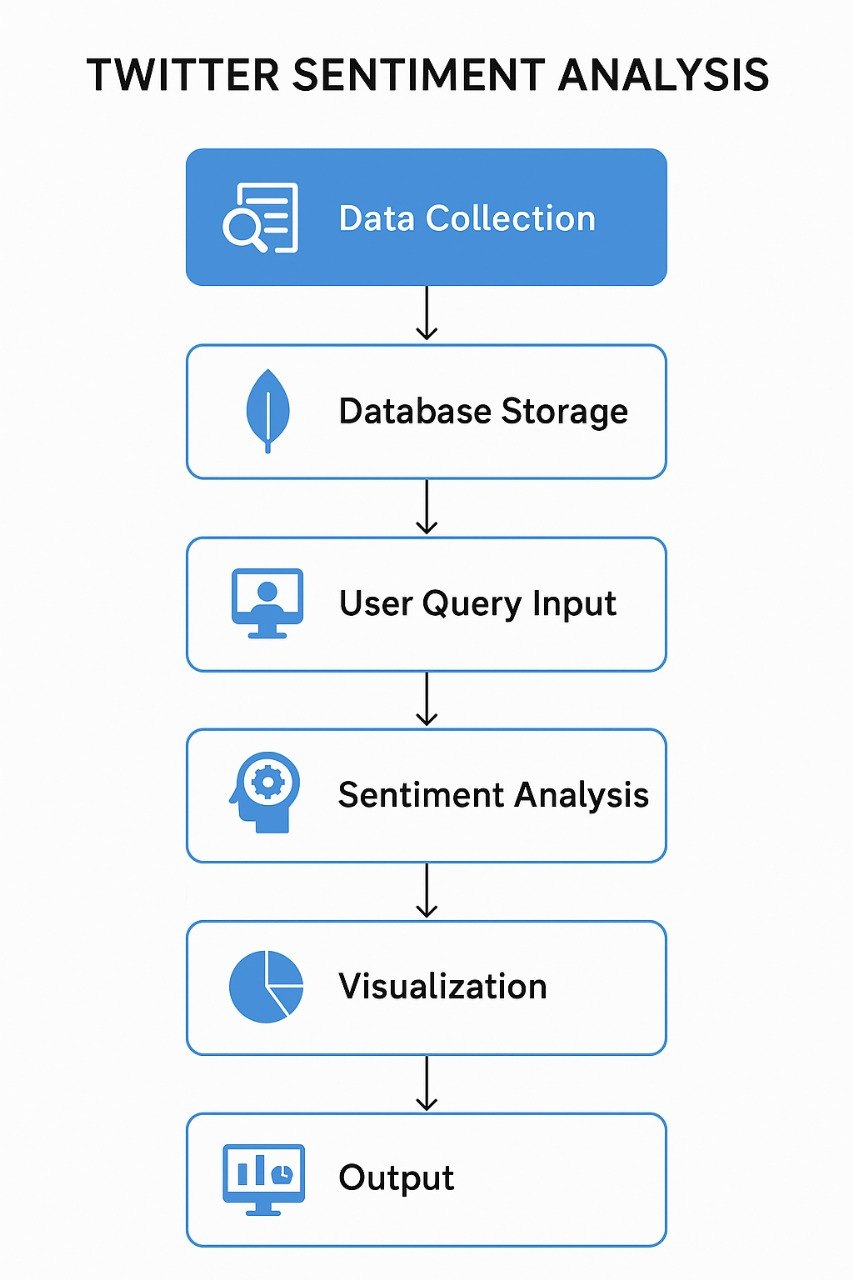 TWITTER SENTIMENT ANALYSIS
Data Collection
Database Storage
User Query Input
Sentiment Analysis
Visualization
Output